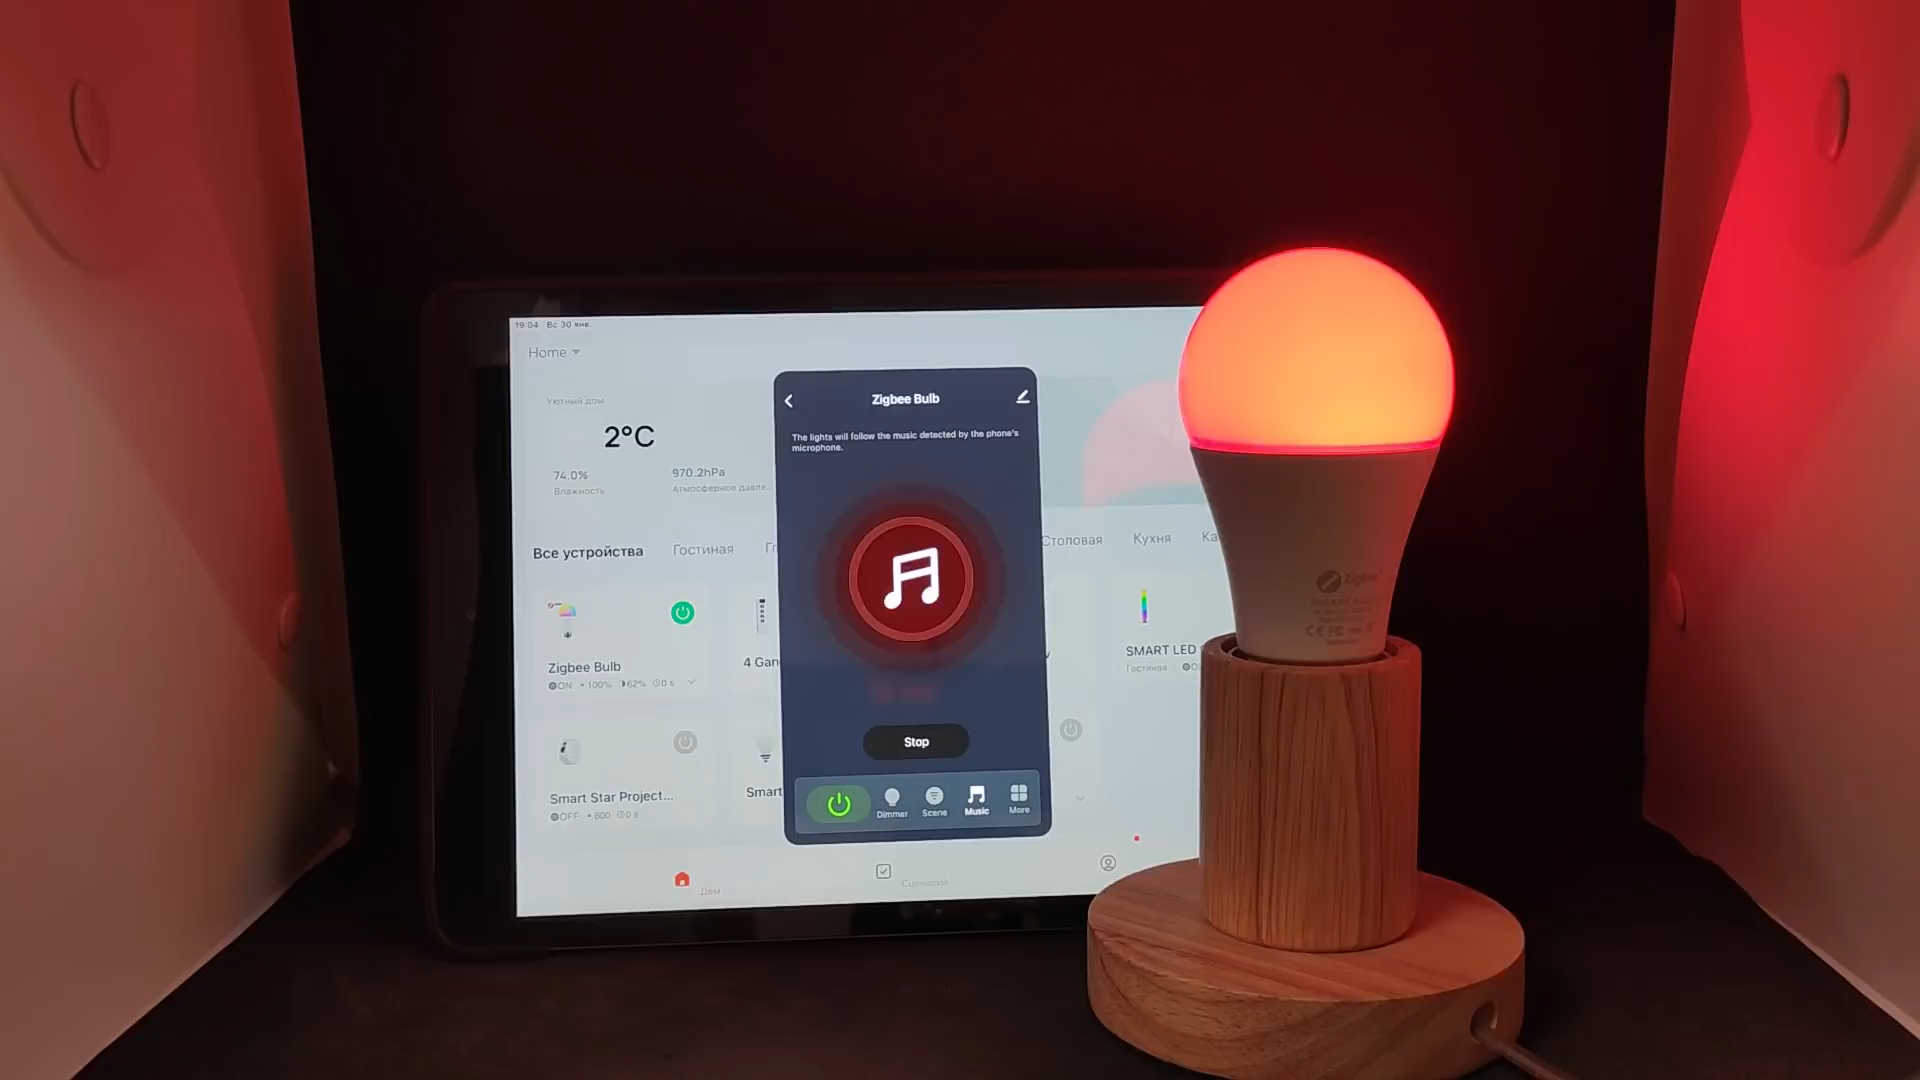 19:04 Вс 30 янв
Home
Уютный дом
2°C
74.0%
Влажность
970.2hPa
Атмосферное давле...
Все устройства
Гостиная
Столовая
Кухня
Zigbee Bulb
ON • 100% 62% 0 s
4 Gan
SMART LED
Гостиная
Smart Star Project...
OFF • 600 0 s
Smart
Дом
Сценарий
Zigbee Bulb
The lights will follow the music detected by the phone's
microphone.
Stop
Dimmer
Scene
Music
More
Zigbee